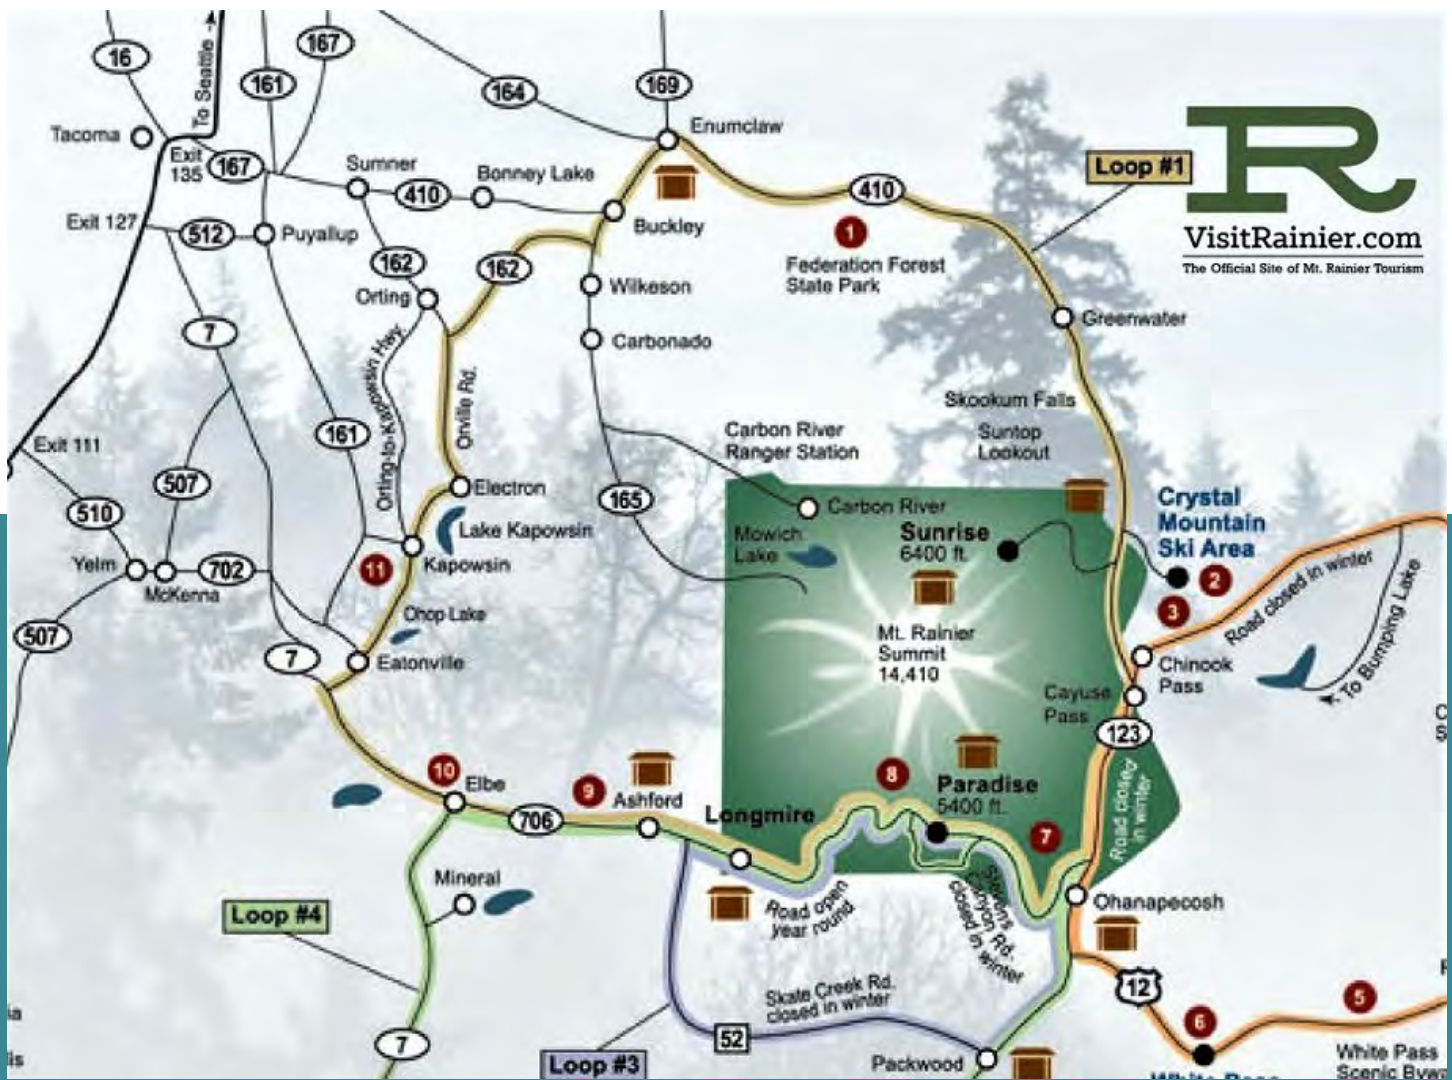 16
To Seattle
161
167
164
169
Tacoma
Exit
135
167
Sumner
410
Bonney Lake
Enumclaw
Loop #1
R
VisitRainier.com
The Official Site of Mt. Rainier Tourism
Exit 127
512
Puyallup
Buckley
410
1
Federation Forest
State Park
162
162
Orting
Wilkeson
7
Carbonado
Greenwater
Orting-to-Kapowsin Hwy.
Orville Rd.
Skookum Falls
Suntop
Lookout
161
Carbon River
Ranger Station
Exit 111
507
510
Electron
165
Carbon River
Crystal
Mountain
Ski Area
Lake Kapowsin
Mowich
Lake
Sunrise
6400 ft.
Yelm
702
McKenna
11
Kapowsin
2
3
Road closed in winter
To Bumping Lake
507
Ohop Lake
7
Eatonville
Mt. Rainier
Summit
14,410
Chinook
Pass
Cayuse
Pass
123
Road closed
in winter
10
Elbe
9
Ashford
706
Longmire
8
Paradise
5400 ft.
7
Mineral
Loop #4
Road open
year round
Stevens
Canyon Rd.
closed in winter
Ohanapecosh
12
5
6
Skate Creek Rd.
closed in winter
52
7
Loop #3
Packwood
White Pass
White Pass